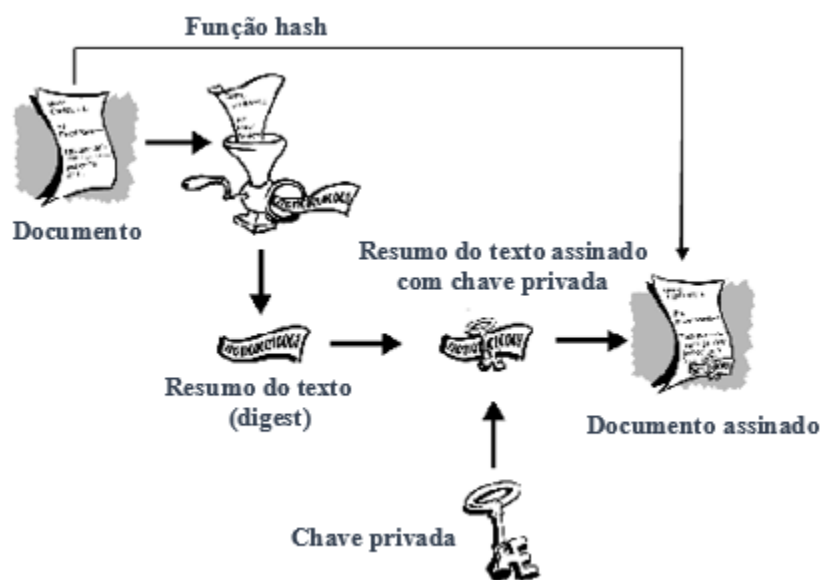 Função hash
Documento
Resumo do texto assinado
com chave privada
Resumo do texto
(digest)
Documento assinado
Chave privada